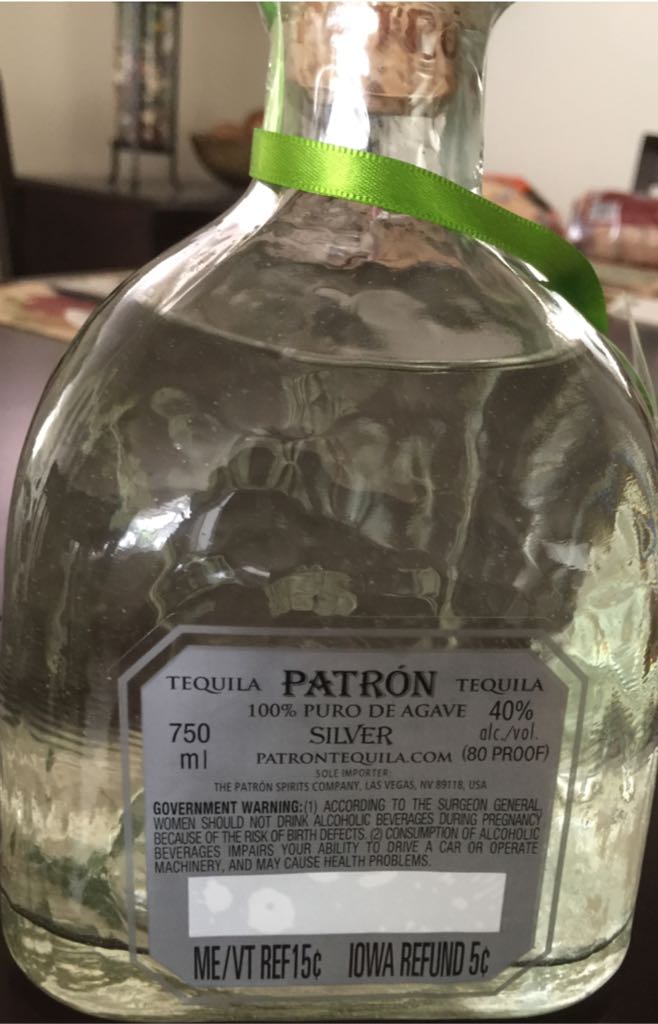 TEQUILA PATRÓN TEQUILA
100% PURO DE AGAVE
750 ml
SILVER
40% alc./vol. (80 PROOF)
PATRONTEQUILA.COM
SOLE IMPORTER:
THE PATRÓN SPIRITS COMPANY, LAS VEGAS, NV 89118, USA
GOVERNMENT WARNING: (1) ACCORDING TO THE SURGEON GENERAL,
WOMEN SHOULD NOT DRINK ALCOHOLIC BEVERAGES DURING PREGNANCY
BECAUSE OF THE RISK OF BIRTH DEFECTS. (2) CONSUMPTION OF ALCOHOLIC
BEVERAGES IMPAIRS YOUR ABILITY TO DRIVE A CAR OR OPERATE
MACHINERY, AND MAY CAUSE HEALTH PROBLEMS.
ME/VT REF15¢ IOWA REFUND 5¢